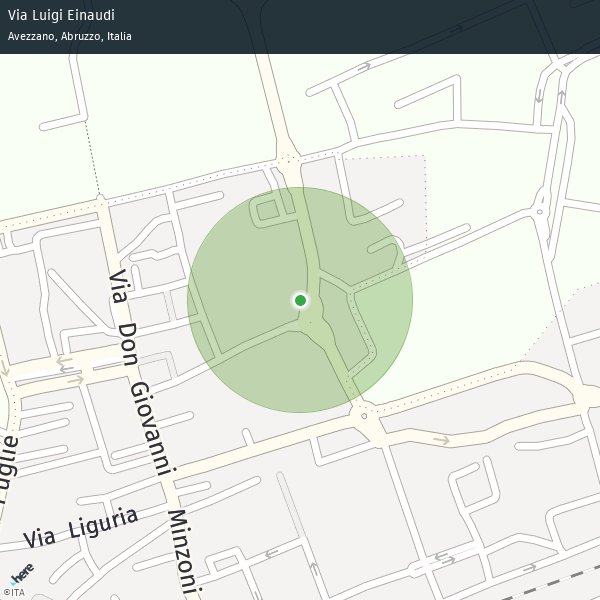 Via Luigi Einaudi
Avezzano, Abruzzo, Italia
Via Don Giovanni Minzoni
Puglie
Via Liguria
here
©ITA